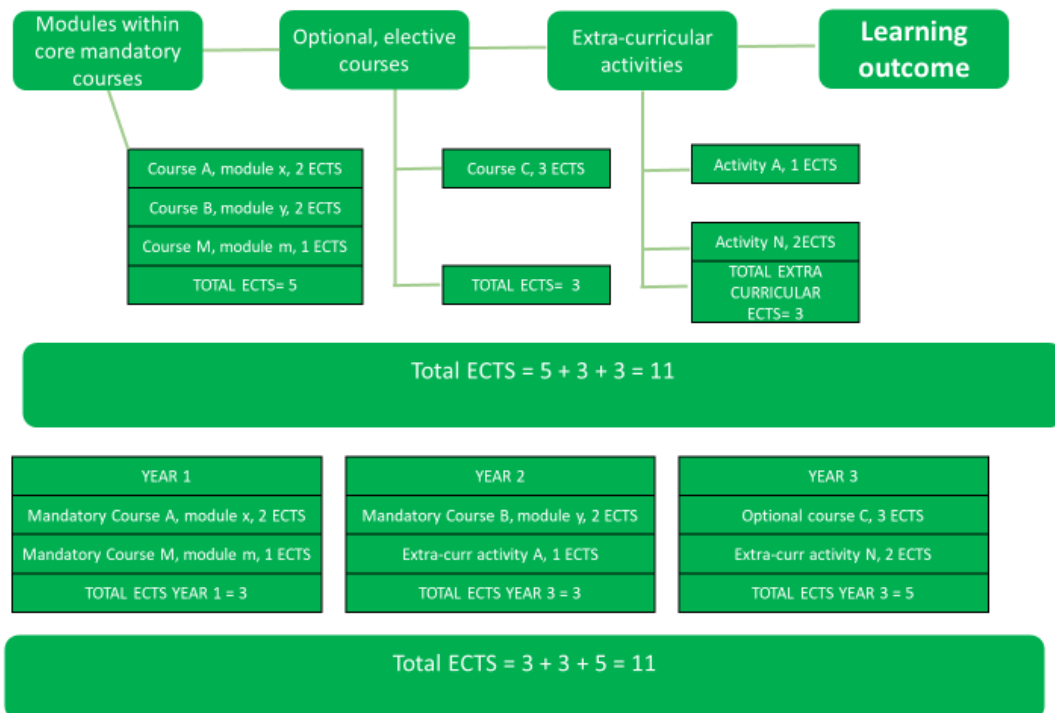 Modules within
core mandatory
courses
Optional, elective
courses
Extra-curricular
activities
Learning
outcome
Course A, module x, 2 ECTS
Course B, module y, 2 ECTS
Course M, module m, 1 ECTS
TOTAL ECTS= 5
Course C, 3 ECTS
TOTAL ECTS=  3
Activity A, 1 ECTS
Activity N, 2ECTS
TOTAL EXTRA
CURRICULAR
ECTS= 3
Total ECTS = 5 + 3 + 3 = 11
YEAR 1
Mandatory Course A, module x, 2 ECTS
Mandatory Course M, module m, 1 ECTS
TOTAL ECTS YEAR 1 = 3
YEAR 2
Mandatory Course B, module y, 2 ECTS
Extra-curr activity A, 1 ECTS
TOTAL ECTS YEAR 3 = 3
YEAR 3
Optional course C, 3 ECTS
Extra-curr activity N, 2 ECTS
TOTAL ECTS YEAR 3 = 5
Total ECTS = 3 + 3 + 5 = 11